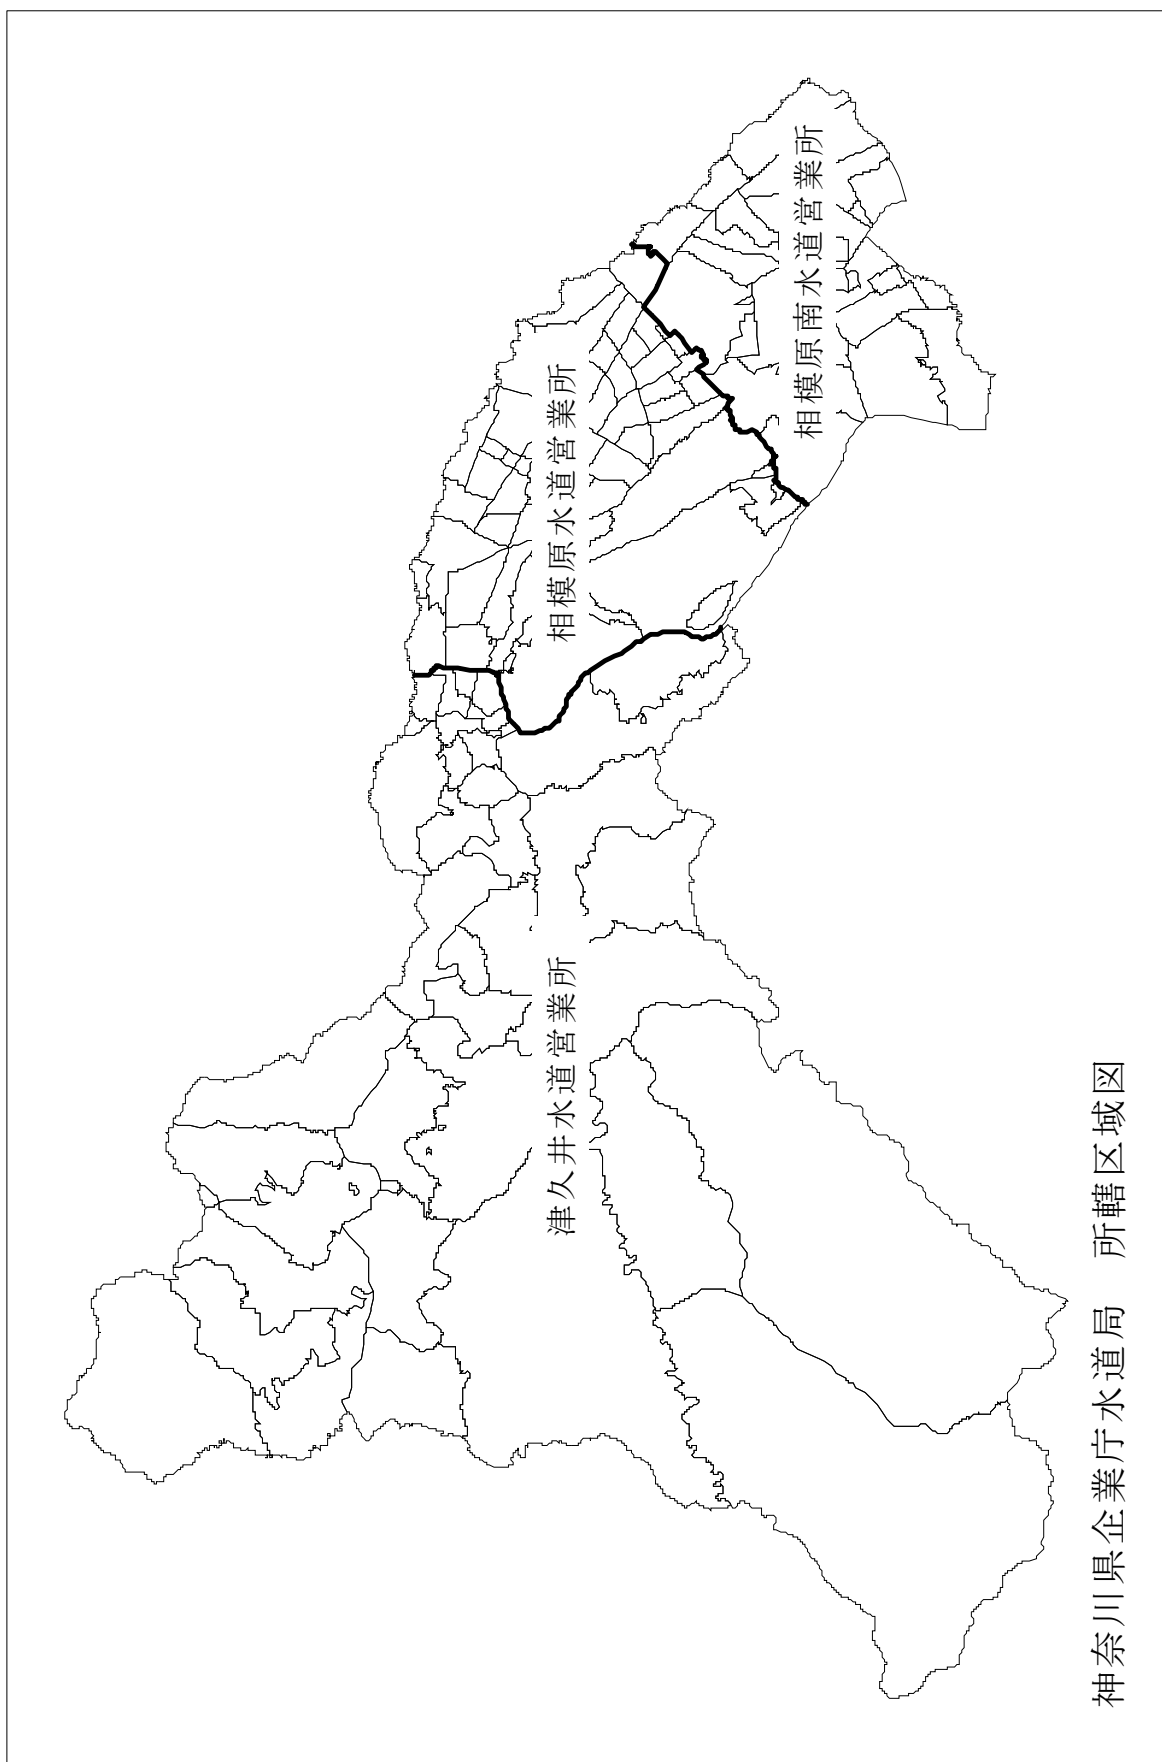 神奈川県企業庁水道局　所轄区域図
津久井水道営業所
相模原水道営業所
相模原南水道営業所